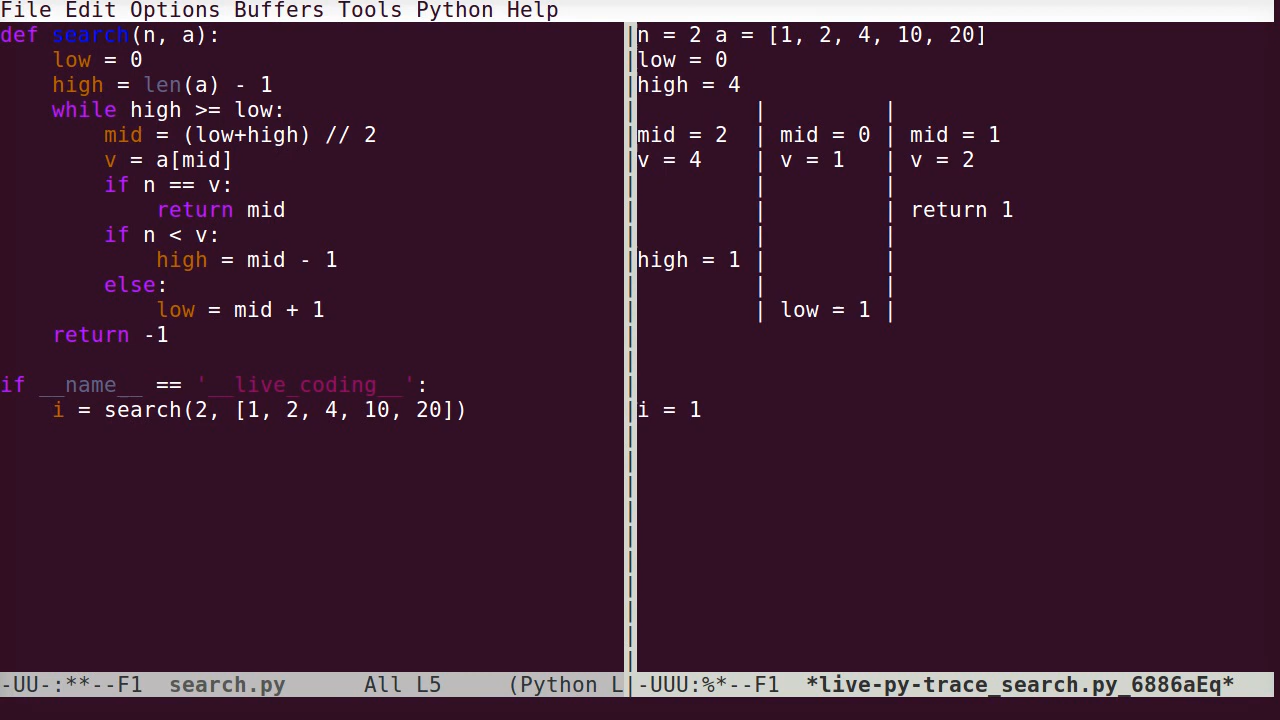 File Edit Options Buffers Tools Python Help
def search(n, a):
    low = 0
    high = len(a) - 1
    while high >= low:
        mid = (low+high) // 2
        v = a[mid]
        if n == v:
            return mid
        if n < v:
            high = mid - 1
        else:
            low = mid + 1
    return -1
if __name__ == '__live_coding__':
    i = search(2, [1, 2, 4, 10, 20])
n = 2 a = [1, 2, 4, 10, 20]
low = 0
high = 4
         |         |
mid = 2  | mid = 0 | mid = 1
v = 4    | v = 1   | v = 2
         |         |
         |         | return 1
         |         |
high = 1 |         |
         |         |
         | low = 1 |
i = 1
-UU-:**--F1  search.py      All L5     (Python L
-UUU:%*--F1  *live-py-trace_search.py_6886aEq*